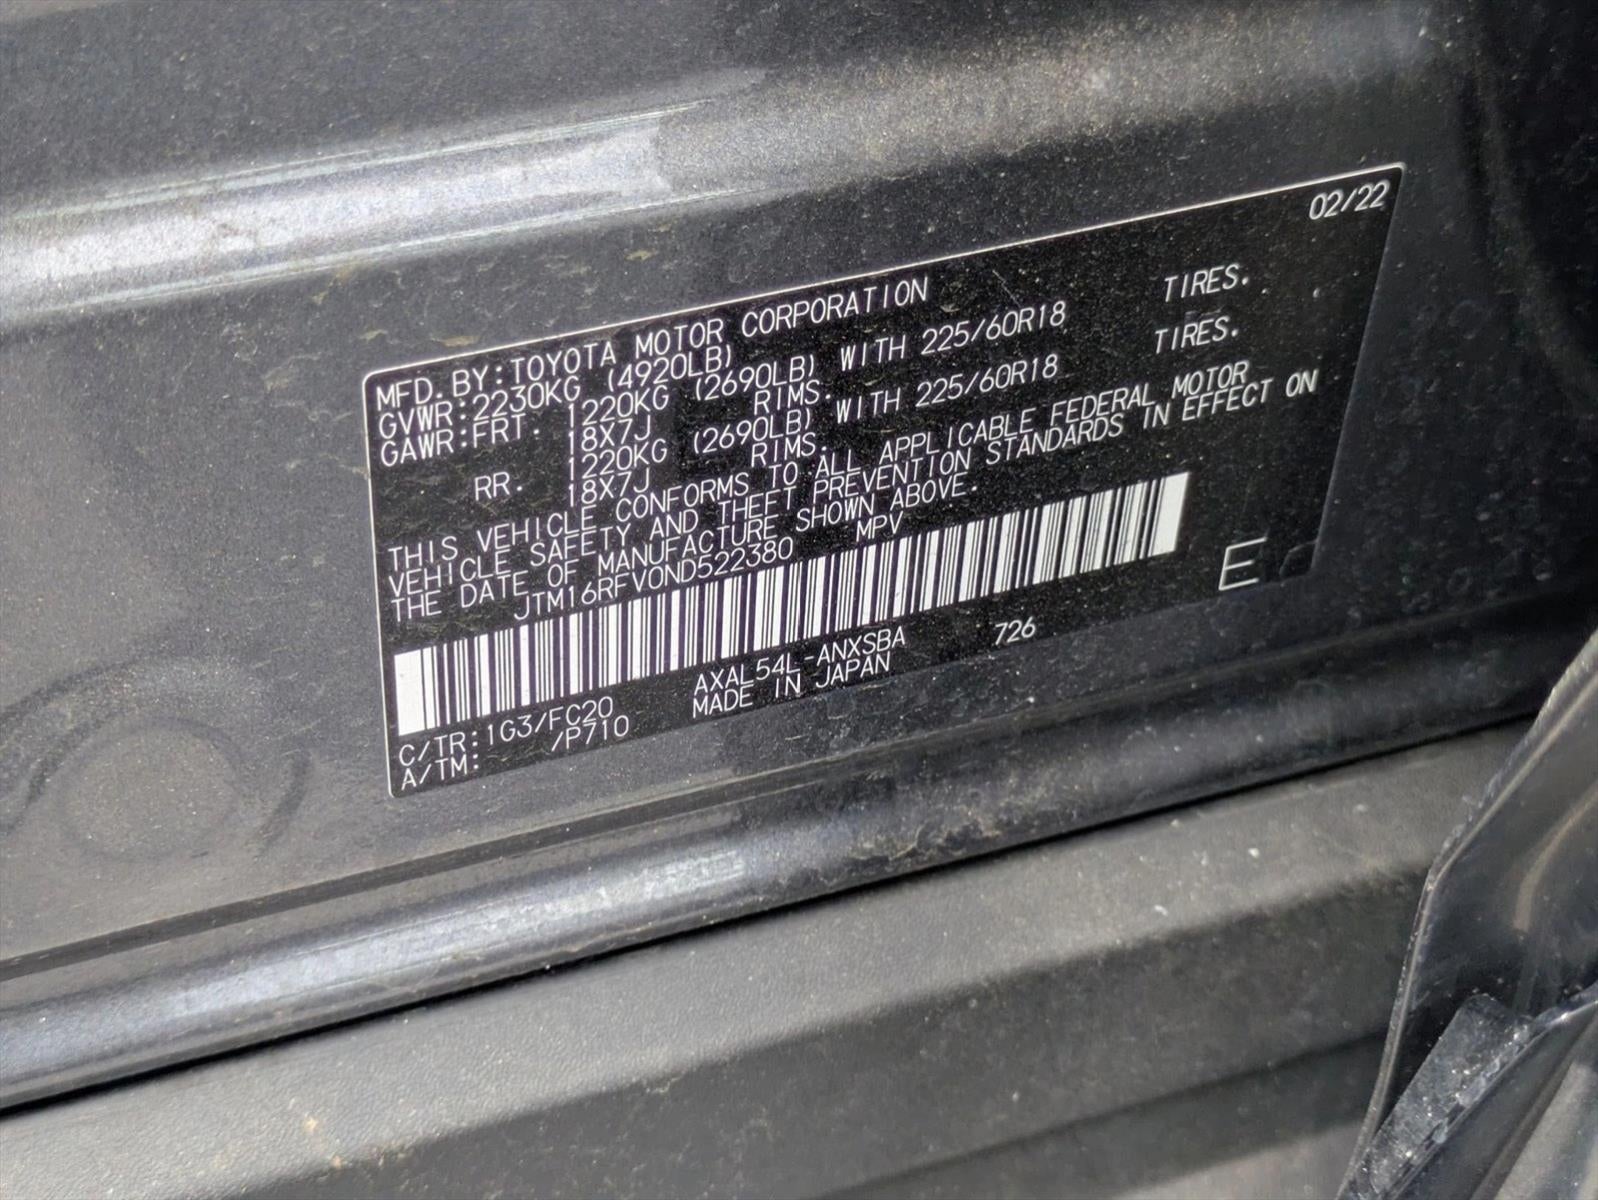 02/22
MFD.BY:TOYOTA MOTOR CORPORATION
GVWR:2230KG (4920LB)
GAWR:FRT. 1220KG (2690LB) WITH 225/60R18 TIRES.
18X7J RIMS.
RR. 1220KG (2690LB) WITH 225/60R18 TIRES.
18X7J RIMS.
THIS VEHICLE CONFORMS TO ALL APPLICABLE FEDERAL MOTOR
VEHICLE SAFETY AND THEFT PREVENTION STANDARDS IN EFFECT ON
THE DATE OF MANUFACTURE SHOWN ABOVE.
JTM16RFV0ND522380 MPV
E
C/TR:1G3/FC20 AXAL54L-ANXSBA 726
A/TM: /P710 MADE IN JAPAN